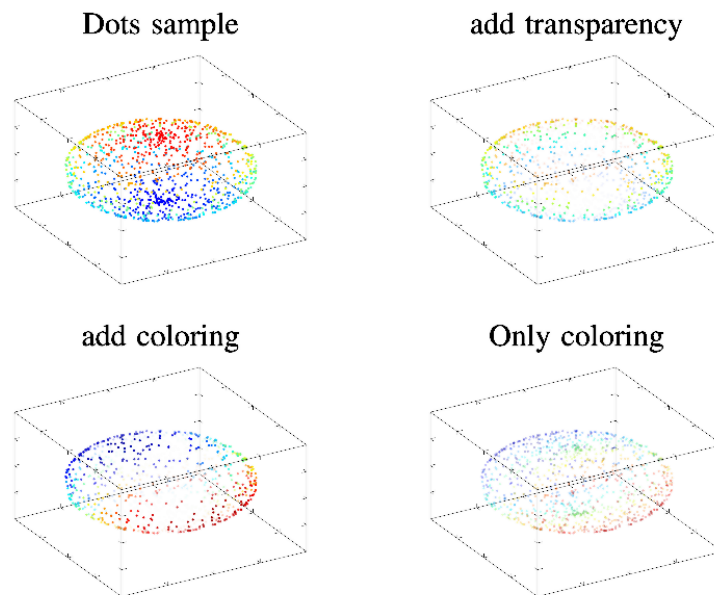 Dots sample
add transparency
add coloring
Only coloring